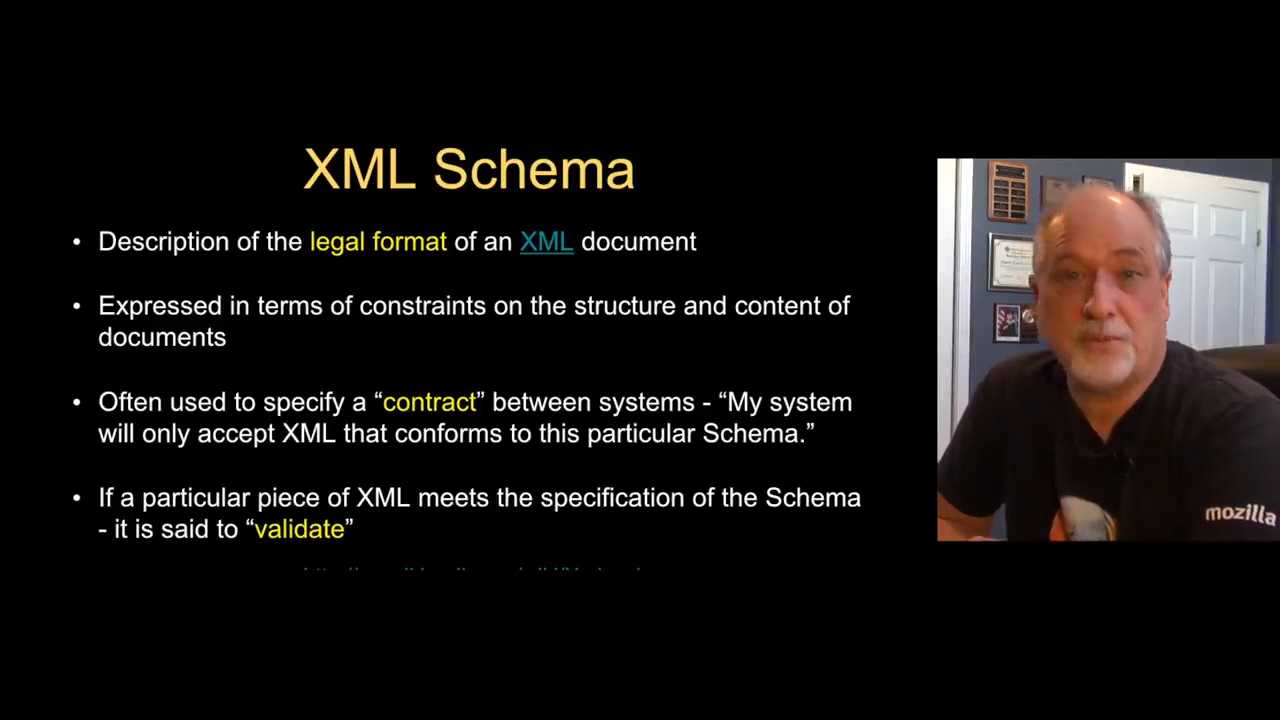 XML Schema
• Description of the legal format of an XML document
• Expressed in terms of constraints on the structure and content of
documents
• Often used to specify a “contract” between systems - “My system
will only accept XML that conforms to this particular Schema.”
• If a particular piece of XML meets the specification of the Schema
- it is said to “validate”
mozilla